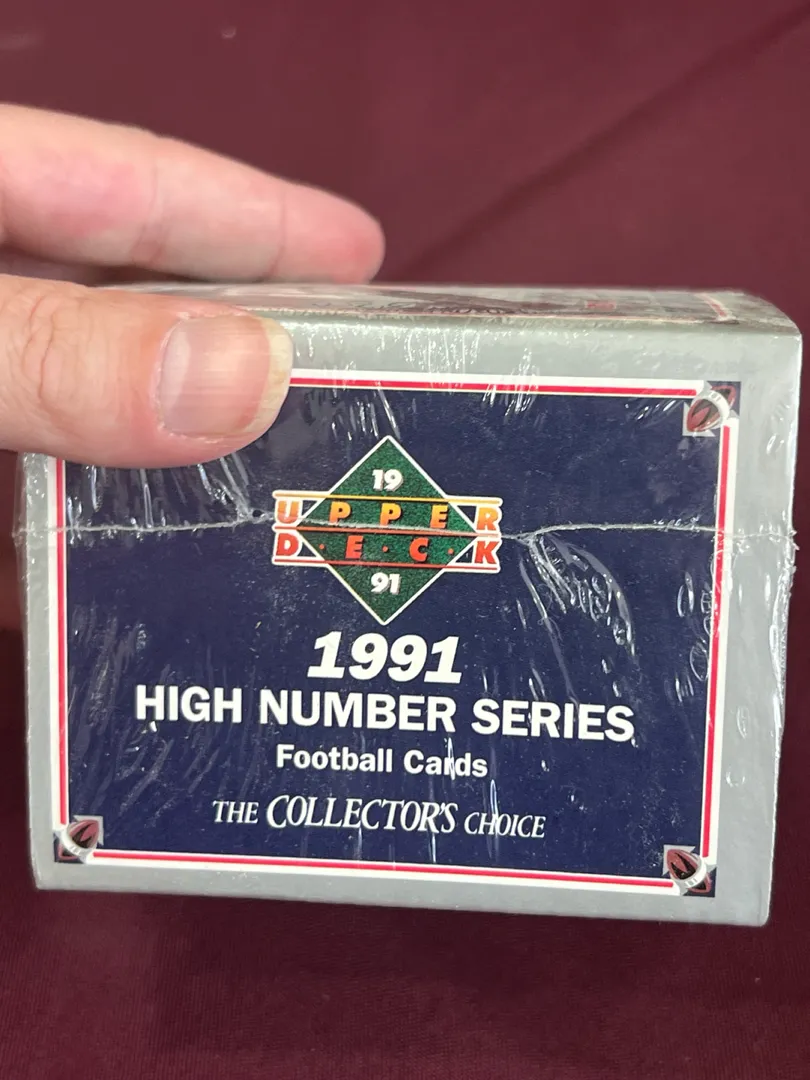 19
UPPER
D·E·C·K
91
1991
HIGH NUMBER SERIES
Football Cards
THE COLLECTOR'S CHOICE